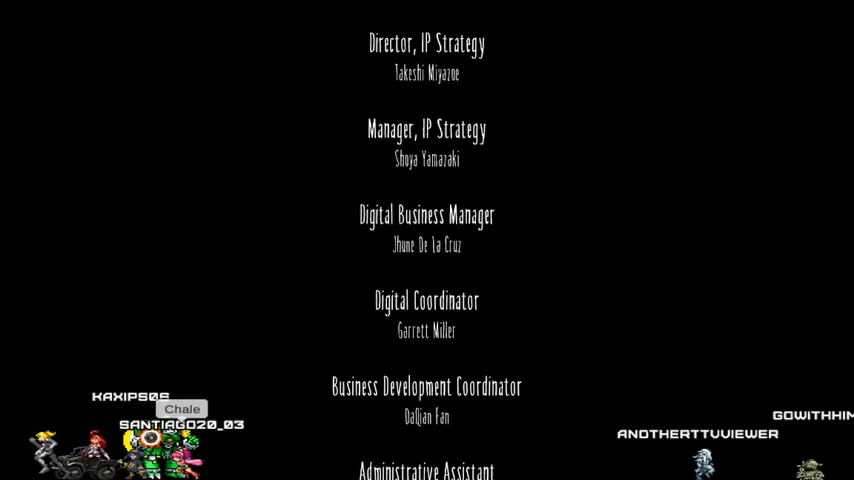 Director, IP Strategy
Takeshi Miyazoe
Manager, IP Strategy
Shoya Yamazaki
Digital Business Manager
Jhune De La Cruz
Digital Coordinator
Garrett Miller
Business Development Coordinator
DaQian Fan
Administrative Assistant
KAXIPS0S
Chale
SANTIAGO20_03
GOWITHHIM
ANOTHERTTVVIEWER